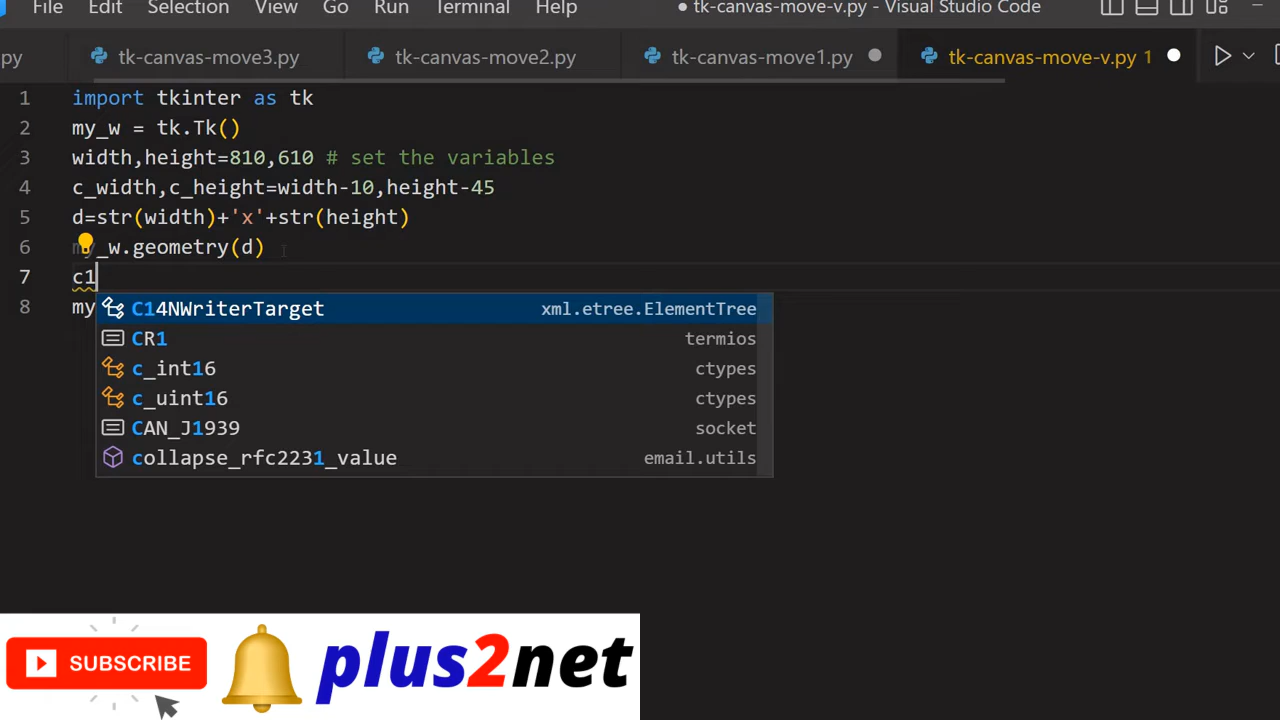 File Edit Selection View Go Run Terminal Help ● tk-canvas-move-v.py - Visual Studio Code
py tk-canvas-move3.py tk-canvas-move2.py tk-canvas-move1.py tk-canvas-move-v.py 1
1 import tkinter as tk
2 my_w = tk.Tk()
3 width,height=810,610 # set the variables
4 c_width,c_height=width-10,height-45
5 d=str(width)+'x'+str(height)
6 my_w.geometry(d)
7 c1
8 my
C14NWriterTarget xml.etree.ElementTree
CR1 termios
c_int16 ctypes
c_uint16 ctypes
CAN_J1939 socket
collapse_rfc2231_value email.utils
SUBSCRIBE plus2net